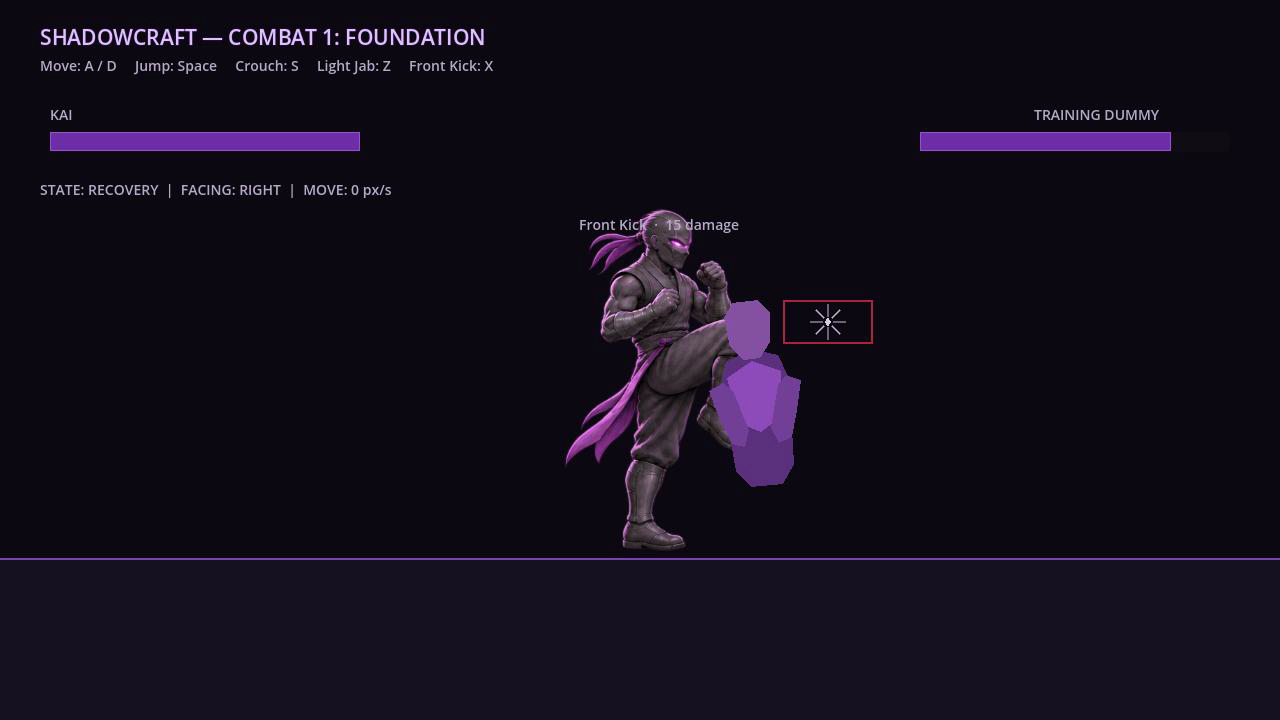 SHADOWCRAFT — COMBAT 1: FOUNDATION
Move: A / D     Jump: Space     Crouch: S     Light Jab: Z     Front Kick: X
KAI
TRAINING DUMMY
STATE: RECOVERY  |  FACING: RIGHT  |  MOVE: 0 px/s
Front Kick  ·  15 damage